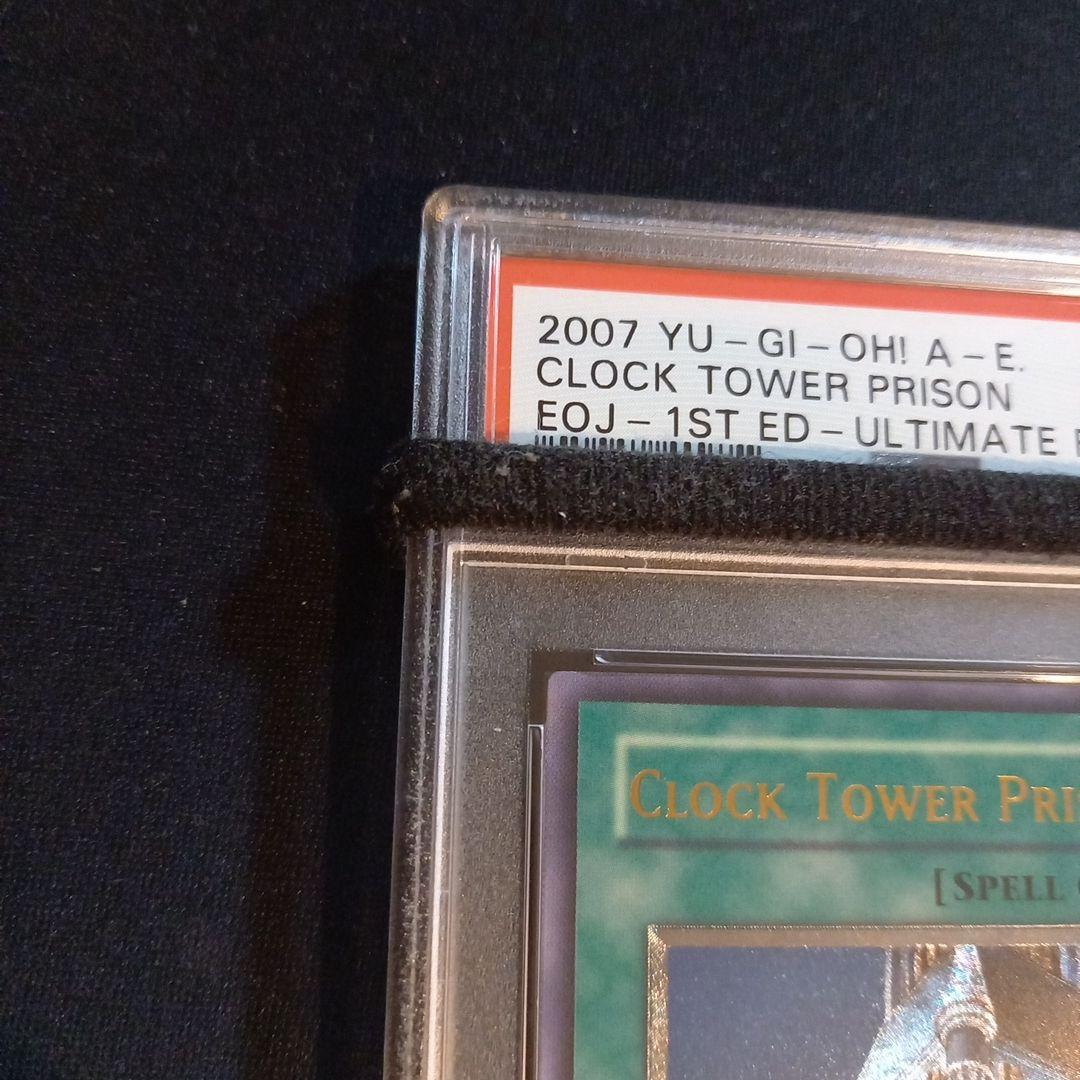 2007 YU-GI-OH! A-E.
CLOCK TOWER PRISON
EOJ-1ST ED-ULTIMATE
CLOCK TOWER PRI
[SPELL